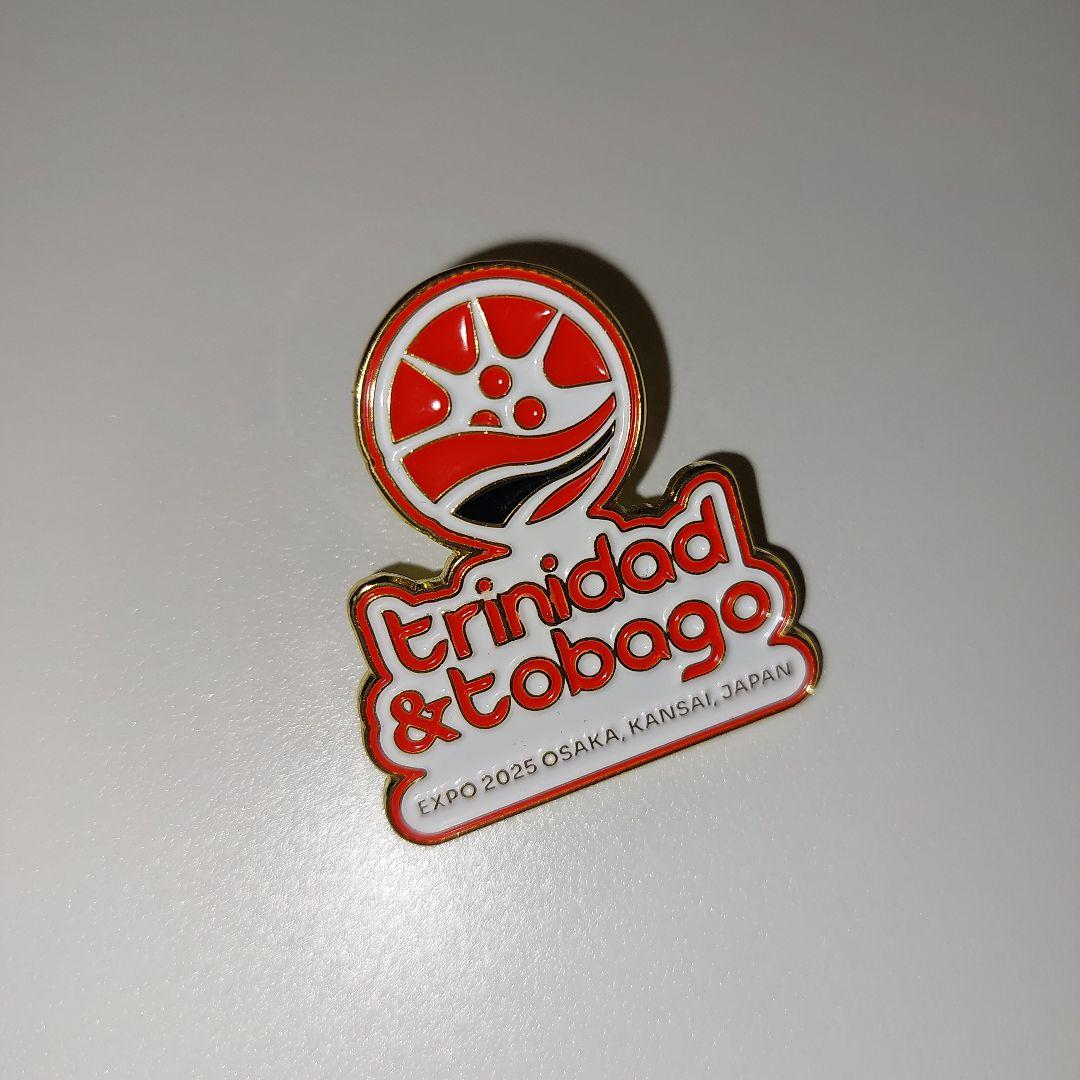 trinidad
&tobago
EXPO 2025 OSAKA, KANSAI, JAPAN